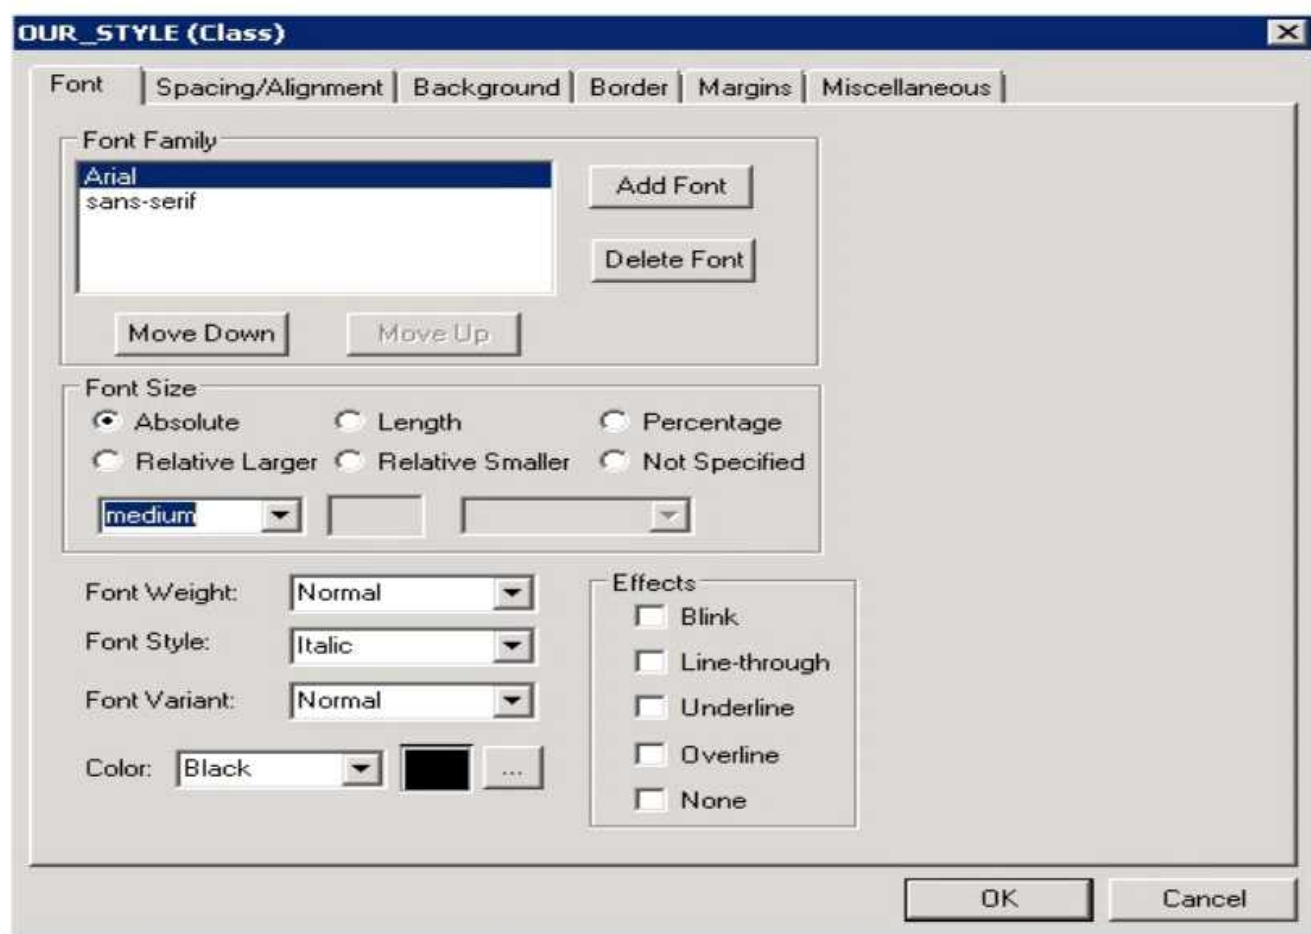 OUR_STYLE (Class)
Font Spacing/Alignment Background Border Margins Miscellaneous
Font Family
Arial
sans-serif
Add Font
Delete Font
Move Down Move Up
Font Size
Absolute Length Percentage
Relative Larger Relative Smaller Not Specified
medium
Font Weight: Normal
Font Style: Italic
Font Variant: Normal
Color: Black ...
Effects
Blink
Line-through
Underline
Overline
None
OK Cancel